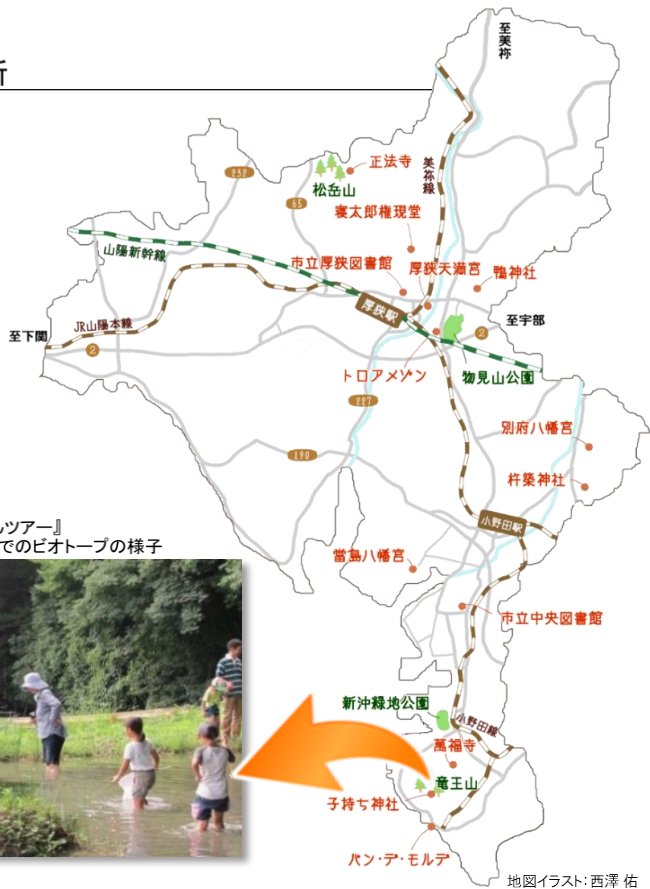 所
至美祢
232
正法寺
65
松岳山
美祢線
寝太郎権現堂
山陽新幹線
市立厚狭図書館
厚狭天満宮
鴨神社
厚狭駅
至宇部
JR山陽本線
至下関
2
2
トロアメゾン
物見山公園
227
別府八幡宮
190
杵築神社
小野田駅
ルツアー』
でのビオトープの様子
當島八幡宮
市立中央図書館
新沖緑地公園
小野田線
萬福寺
竜王山
子持ち神社
パン・デ・モルデ
地図イラスト:西澤 佑